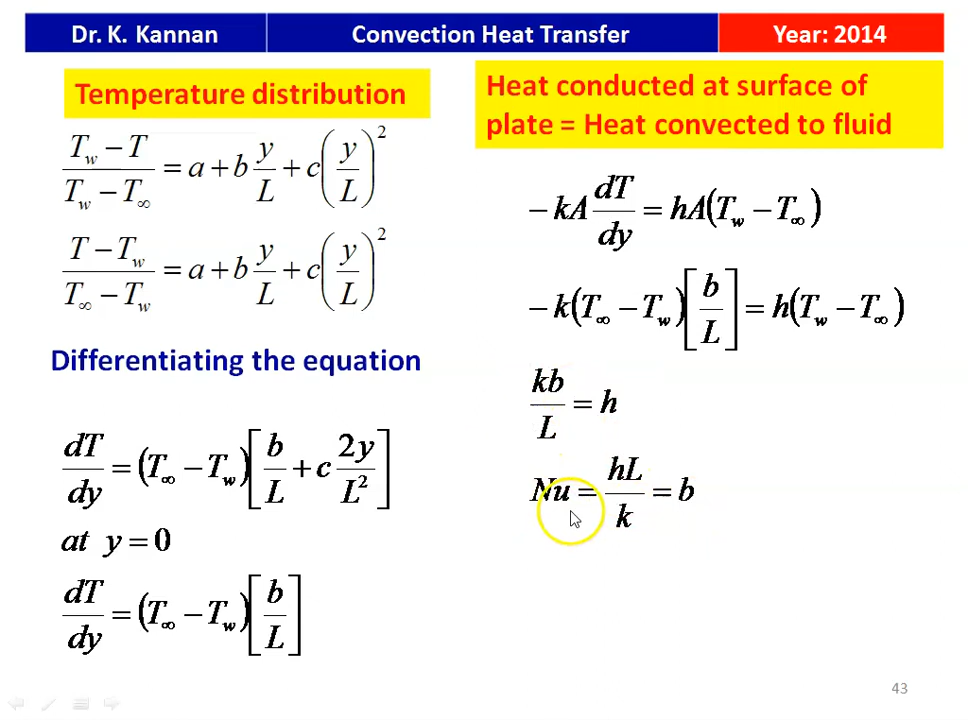 Dr. K. Kannan
Convection Heat Transfer
Year: 2014
Temperature distribution
(T_w − T)/(T_w − T_∞) = a + b y/L + c(y/L)^2
(T − T_w)/(T_∞ − T_w) = a + b y/L + c(y/L)^2
Differentiating the equation
dT/dy = (T_∞ − T_w)[b/L + c 2y/L^2]
at y = 0
dT/dy = (T_∞ − T_w)[b/L]
Heat conducted at surface of
plate = Heat convected to fluid
− kA dT/dy = hA(T_w − T_∞)
− k(T_∞ − T_w)[b/L] = h(T_w − T_∞)
kb/L = h
Nu = hL/k = b
43